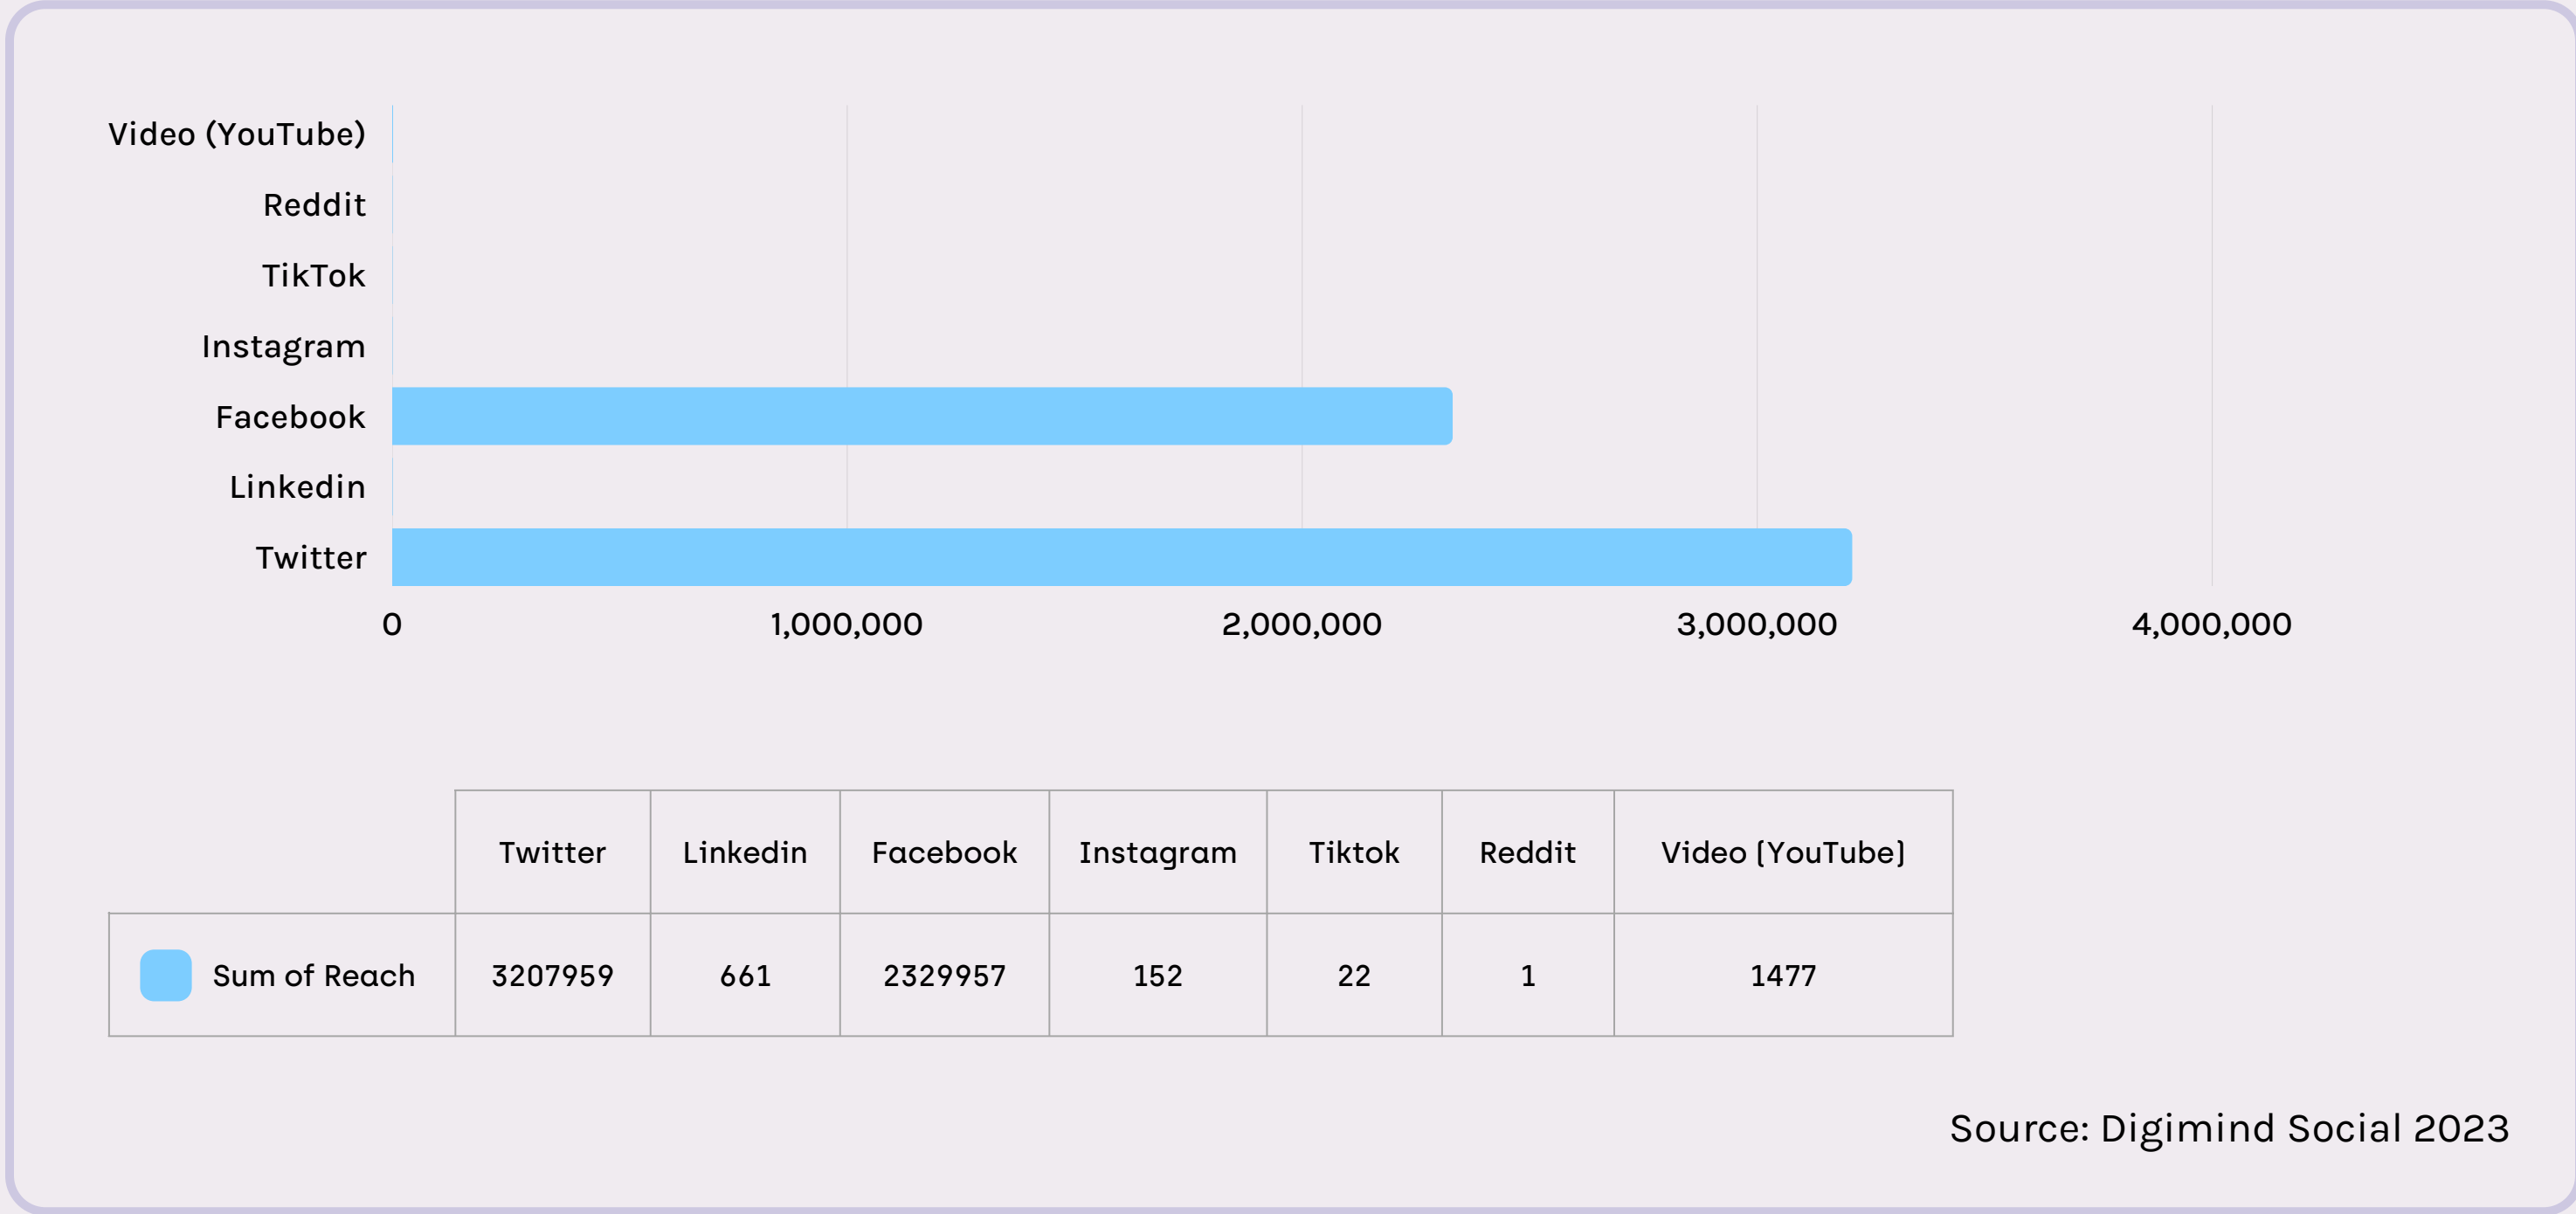 Video (YouTube)
Reddit
TikTok
Instagram
Facebook
Linkedin
Twitter
0 1,000,000 2,000,000 3,000,000 4,000,000
Twitter Linkedin Facebook Instagram Tiktok Reddit Video (YouTube)
Sum of Reach 3207959 661 2329957 152 22 1 1477
Source: Digimind Social 2023